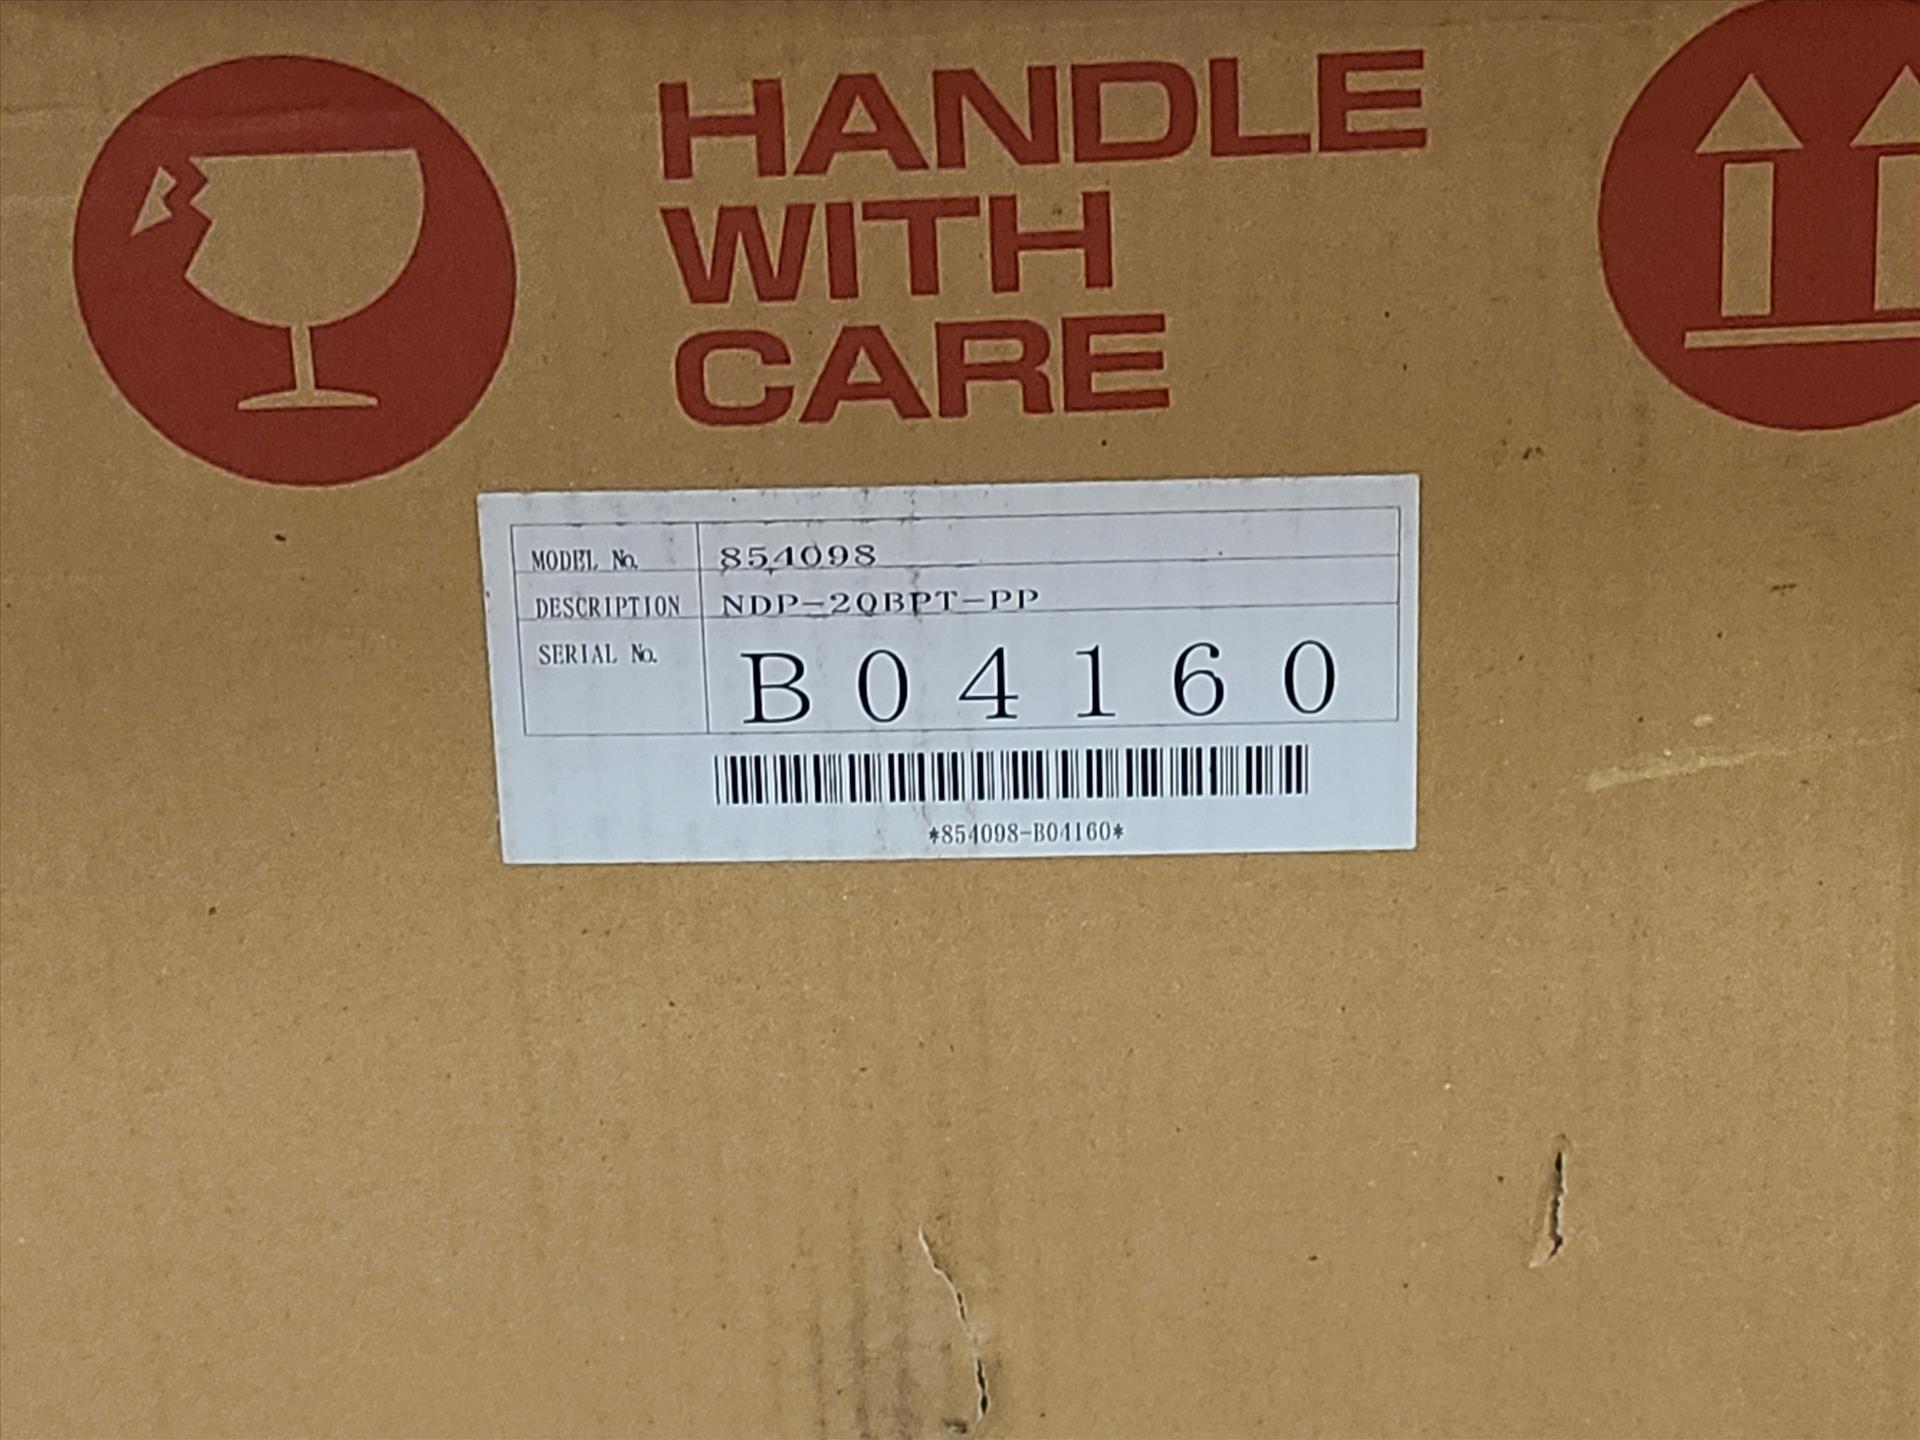 HANDLE
WITH
CARE
MODEL No. 854098
DESCRIPTION NDP-20BPT-PP
SERIAL No. B04160
*854098-B04160*